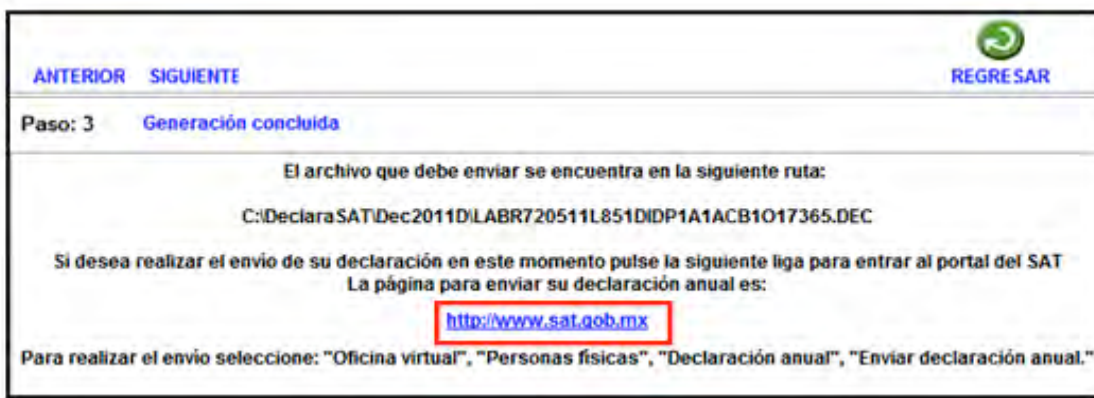 ANTERIOR SIGUIENTE REGRESAR
Paso: 3 Generación concluida
El archivo que debe enviar se encuentra en la siguiente ruta:
C:\DeclaraSAT\Dec2011D\LABR720511L851DIDP1A1ACB1O17365.DEC
Si desea realizar el envío de su declaración en este momento pulse la siguiente liga para entrar al portal del SAT
La página para enviar su declaración anual es:
http://www.sat.gob.mx
Para realizar el envío seleccione: "Oficina virtual", "Personas físicas", "Declaración anual", "Enviar declaración anual."